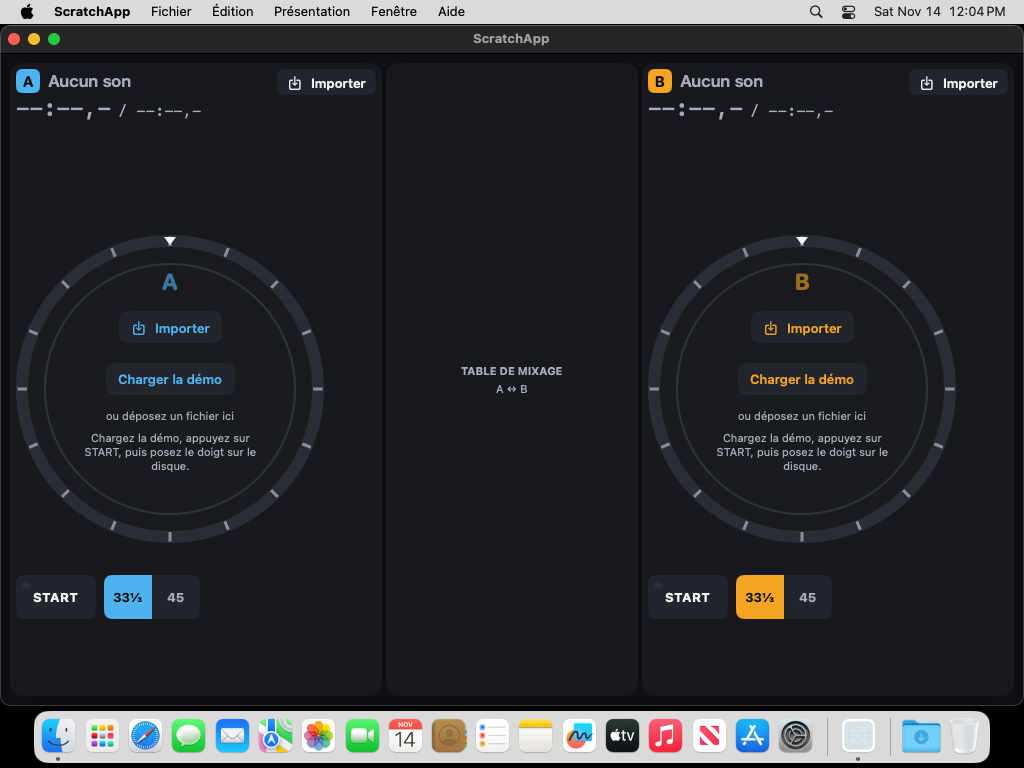 ScratchApp Fichier Édition Présentation Fenêtre Aide Sat Nov 14 12:04 PM
ScratchApp
A Aucun son Importer
--:--,- / --:--,-
A
Importer
Charger la démo
ou déposez un fichier ici
Chargez la démo, appuyez sur
START, puis posez le doigt sur le
disque.
START 33⅓ 45
TABLE DE MIXAGE
A ↔ B
B Aucun son Importer
--:--,- / --:--,-
B
Importer
Charger la démo
ou déposez un fichier ici
Chargez la démo, appuyez sur
START, puis posez le doigt sur le
disque.
START 33⅓ 45
NOV
14
tv